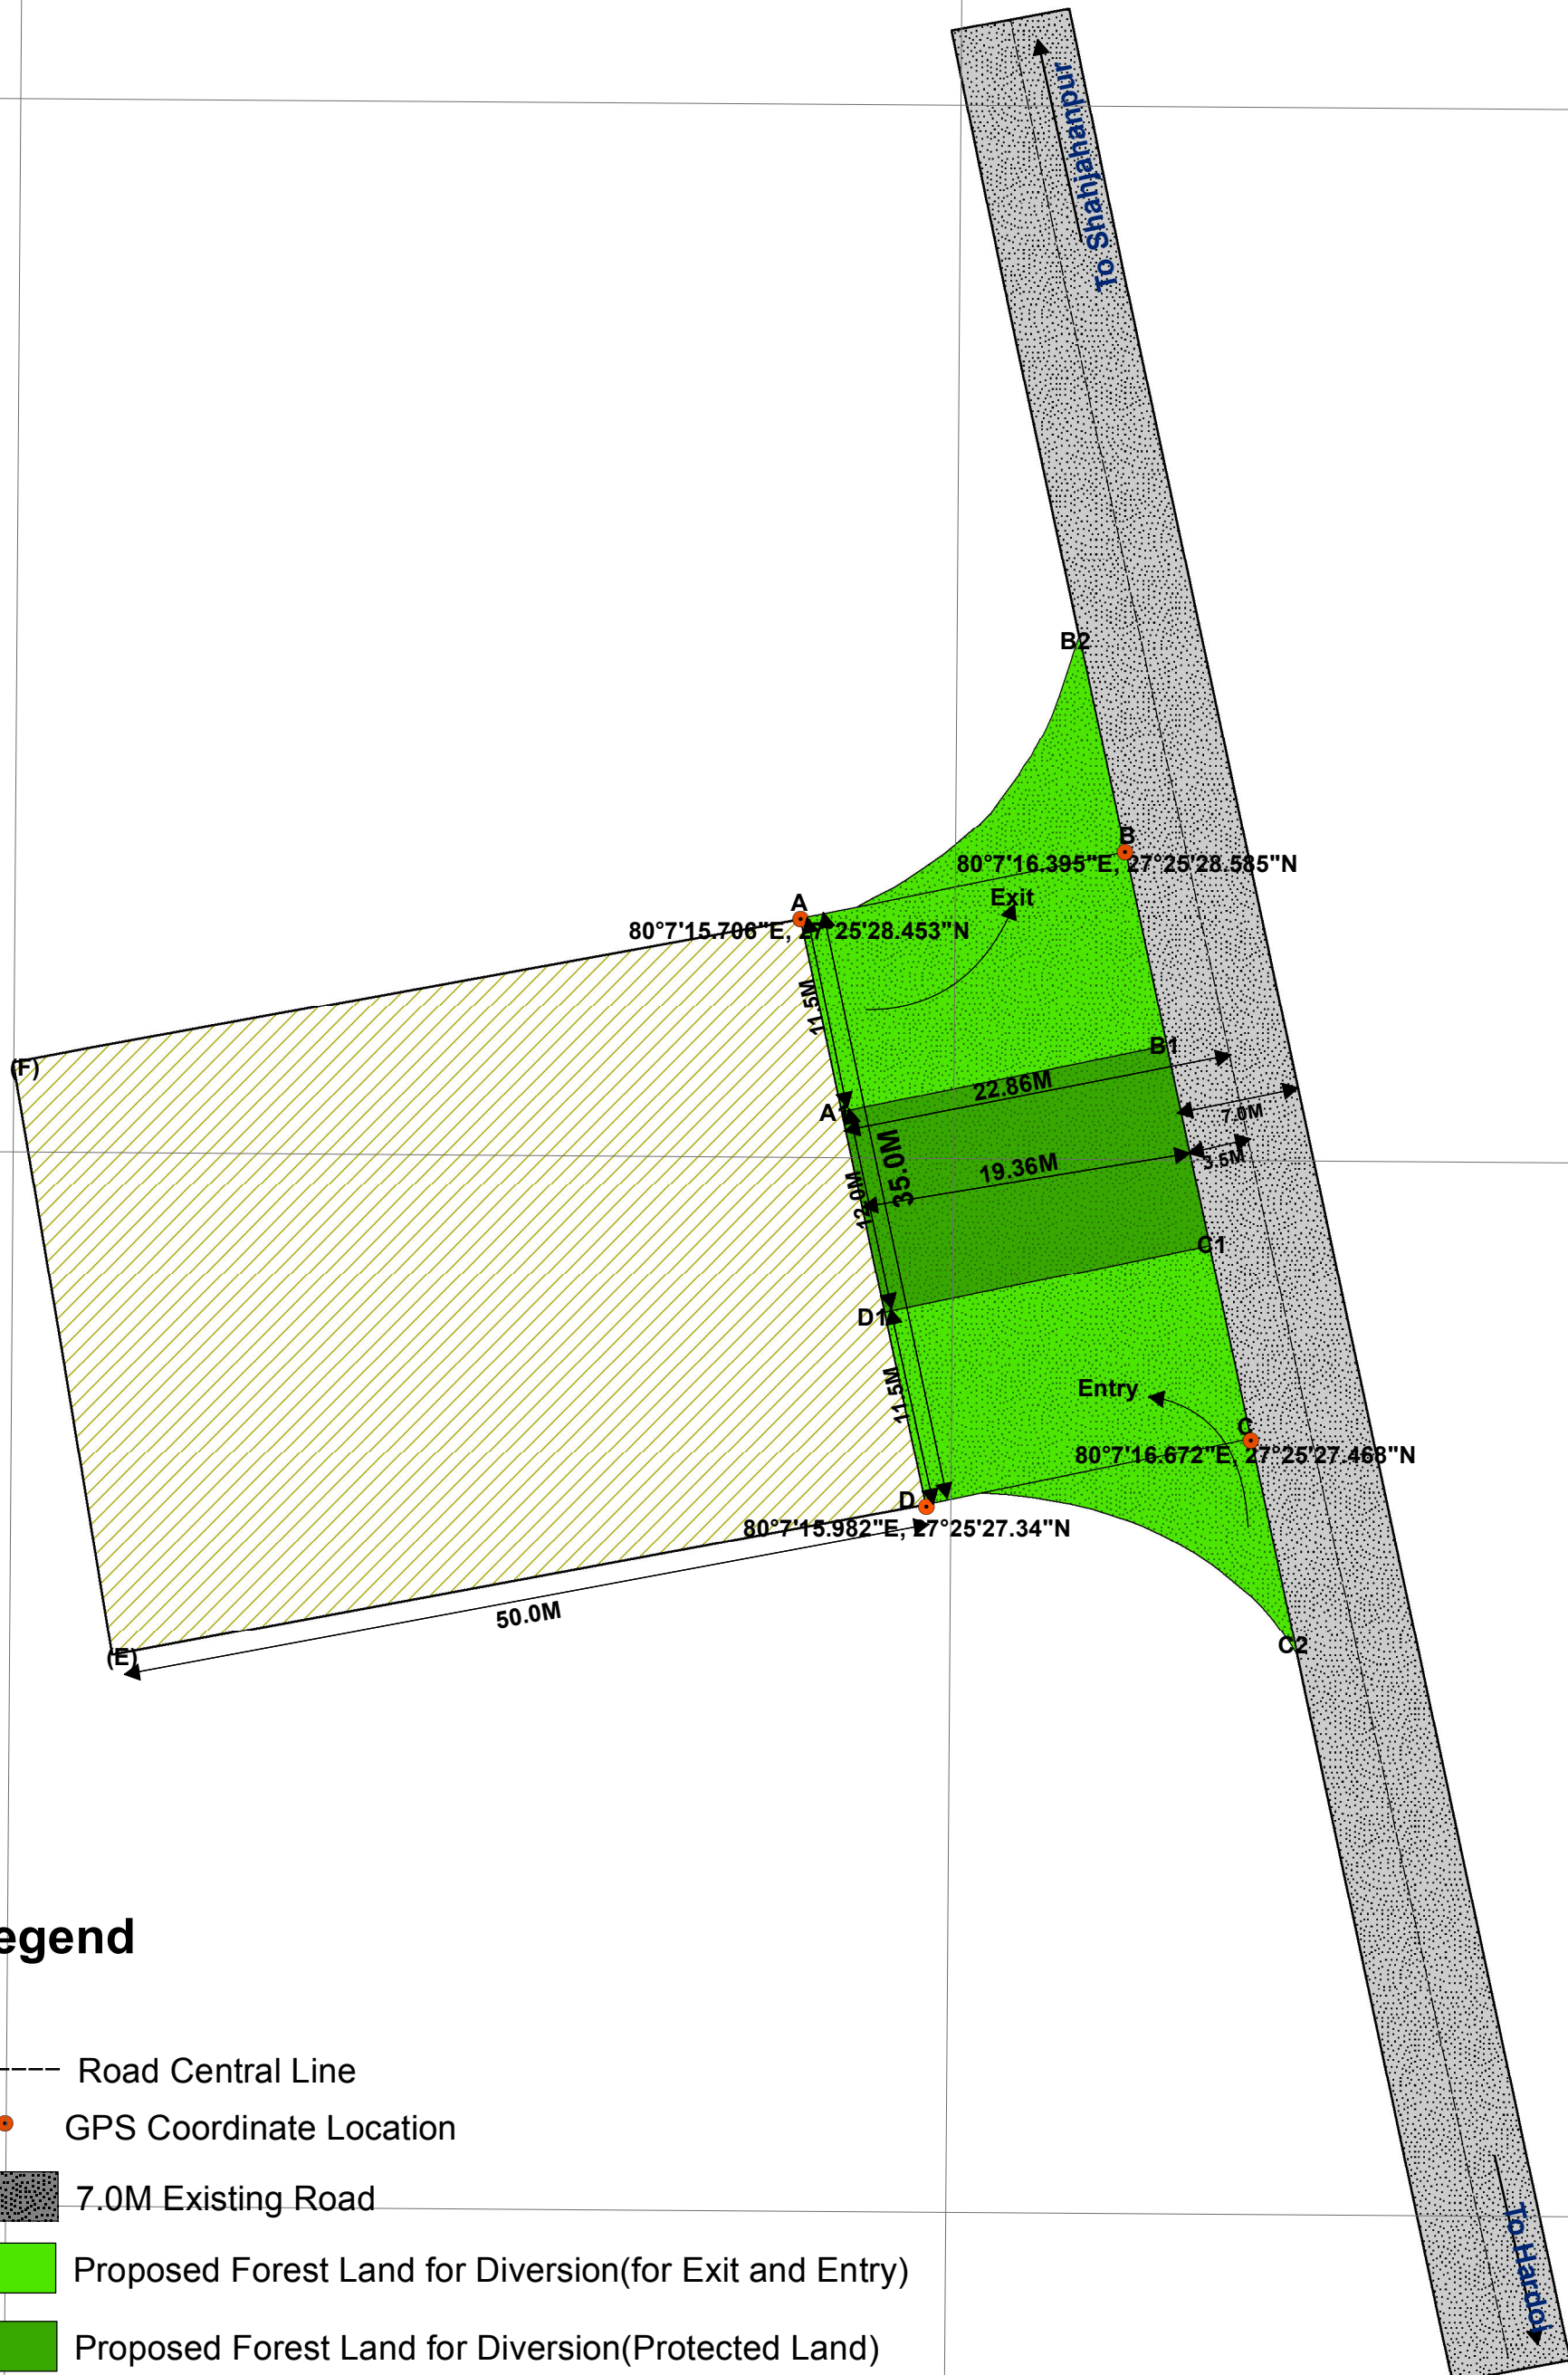 To Shahjahanpur
B2
B
80°7'16.395"E, 27°25'28.585"N
Exit
A
80°7'15.706"E, 27°25'28.453"N
11.5M
(F)
B1
22.86M
A1
7.0M
35.0M
19.36M
3.5M
12.0M
C1
D1
11.5M
Entry
C
80°7'16.672"E, 27°25'27.468"N
D
80°7'15.982"E, 27°25'27.34"N
50.0M
(E)
C2
egend
Road Central Line
GPS Coordinate Location
7.0M Existing Road
To Hardoi
Proposed Forest Land for Diversion(for Exit and Entry)
Proposed Forest Land for Diversion(Protected Land)